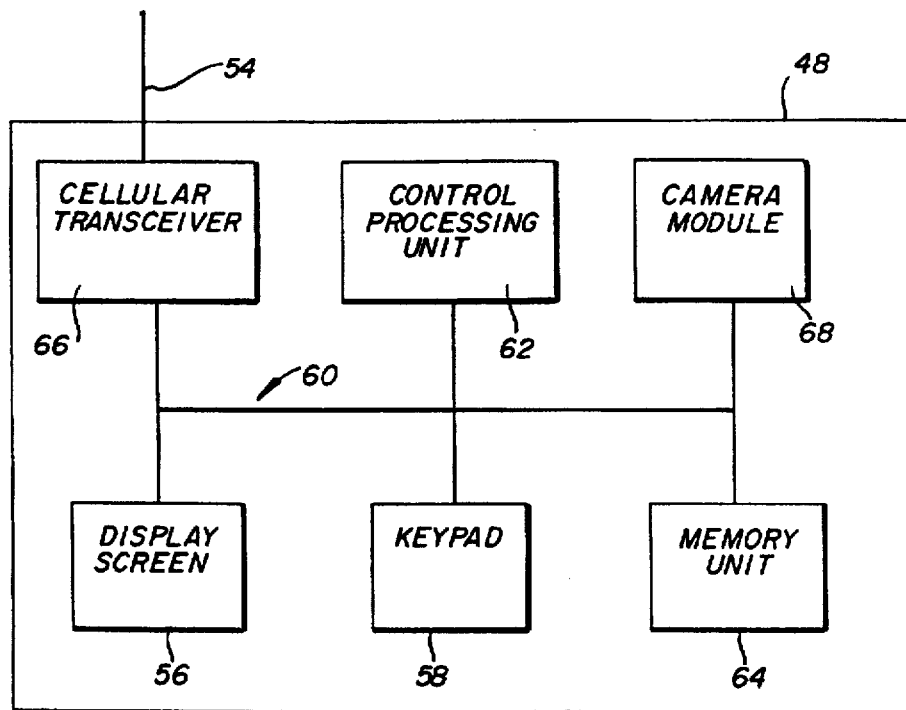 54
48
CELLULAR
TRANSCEIVER
CONTROL
PROCESSING
UNIT
CAMERA
MODULE
66
62
68
60
DISPLAY
SCREEN
KEYPAD
MEMORY
UNIT
56
58
64